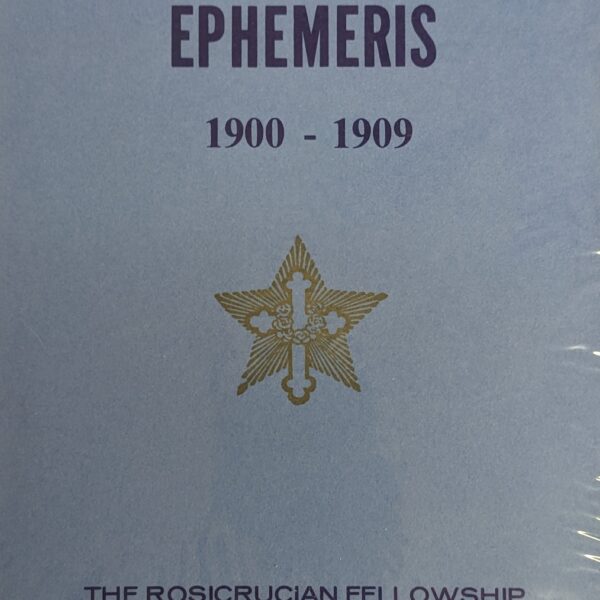 EPHEMERIS
1900 - 1909
THE ROSICRUCIAN FELLOWSHIP